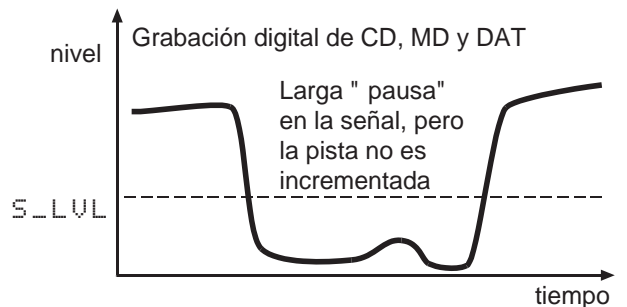 Grabación digital de CD, MD y DAT
nivel
Larga " pausa"
en la señal, pero
la pista no es
incrementada
S_LVL
tiempo